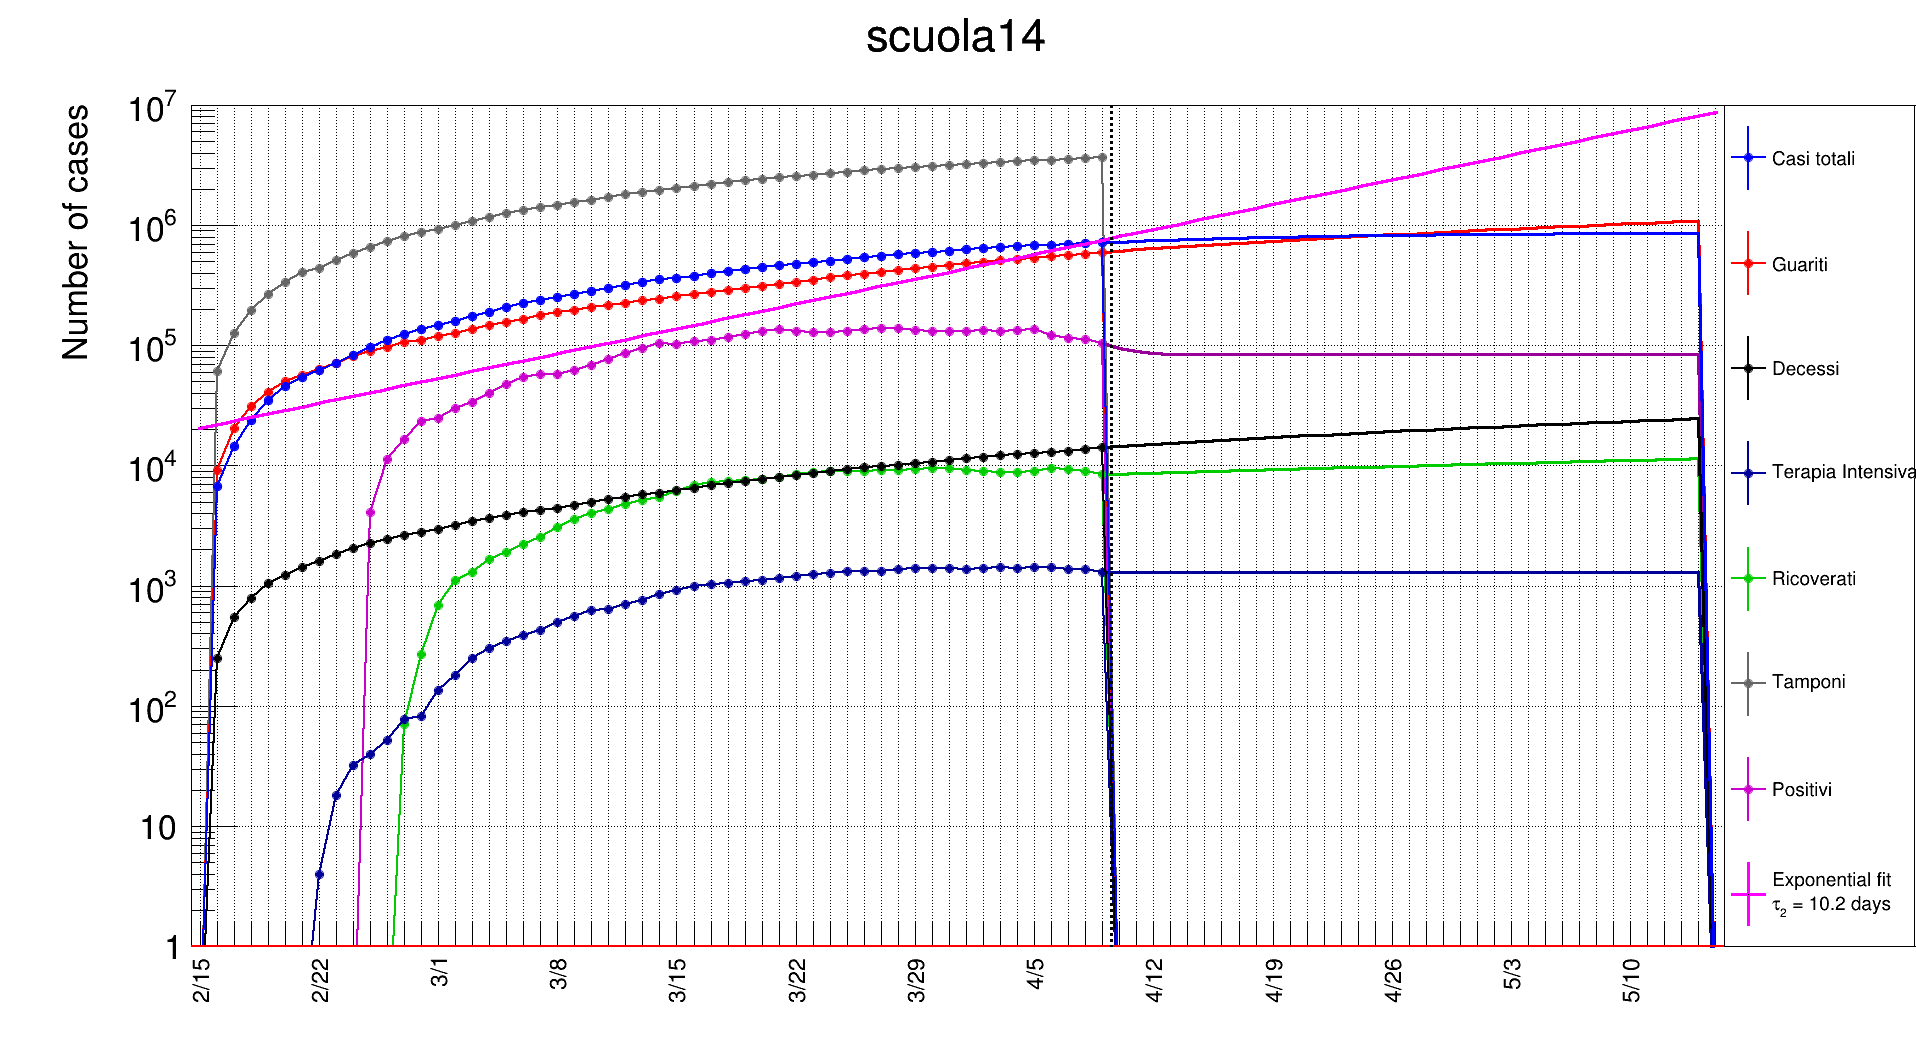 scuola14
Number of cases
10^7
10^6
10^5
10^4
10^3
10^2
10
1
2/15
2/22
3/1
3/8
3/15
3/22
3/29
4/5
4/12
4/19
4/26
5/3
5/10
Casi totali
Guariti
Decessi
Terapia Intensiva
Ricoverati
Tamponi
Positivi
Exponential fit
τ₂ = 10.2 days